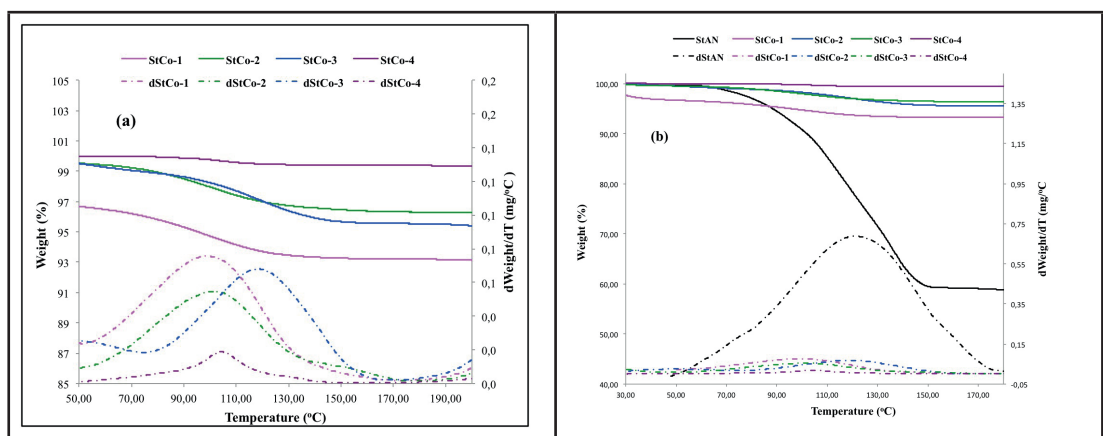 StCo-1 StCo-2 StCo-3 StCo-4
dStCo-1 dStCo-2 dStCo-3 dStCo-4
(a)
105
103
101
99
97
95
93
91
89
87
85
Weight (%)
0,2
0,2
0,1
0,1
0,1
0,1
0,1
0,0
0,0
0,0
dWeight/dT (mg/°C)
50,00 70,00 90,00 110,00 130,00 150,00 170,00 190,00
Temperature (°C)
StAN StCo-1 StCo-2 StCo-3 StCo-4
dStAN dStCo-1 dStCo-2 dStCo-3 dStCo-4
(b)
100,00
90,00
80,00
70,00
60,00
50,00
40,00
Weight (%)
1,35
1,15
0,95
0,75
0,55
0,35
0,15
-0,05
dWeight/dT (mg/°C
30,00 50,00 70,00 90,00 110,00 130,00 150,00 170,00
Temperature (°C)